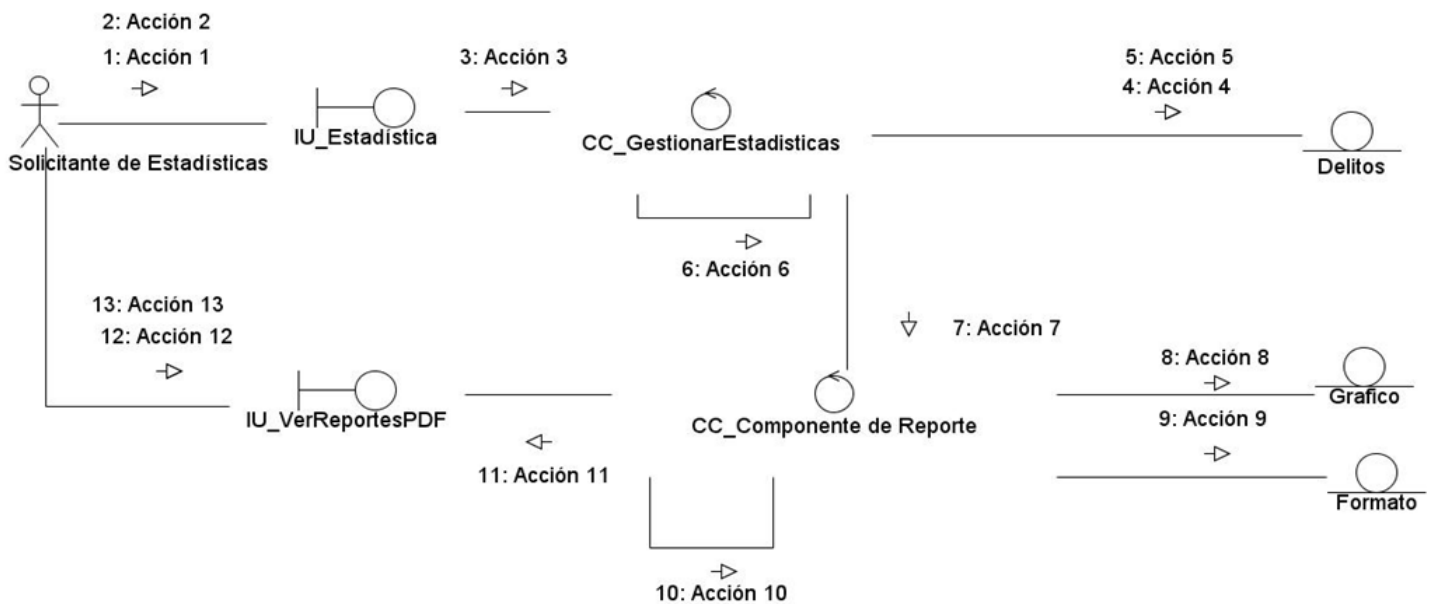 2: Acción 2
1: Acción 1
3: Acción 3
5: Acción 5
4: Acción 4
Solicitante de Estadísticas
IU_Estadística
CC_GestionarEstadisticas
Delitos
6: Acción 6
13: Acción 13
12: Acción 12
7: Acción 7
8: Acción 8
IU_VerReportesPDF
CC_Componente de Reporte
Grafico
9: Acción 9
11: Acción 11
Formato
10: Acción 10